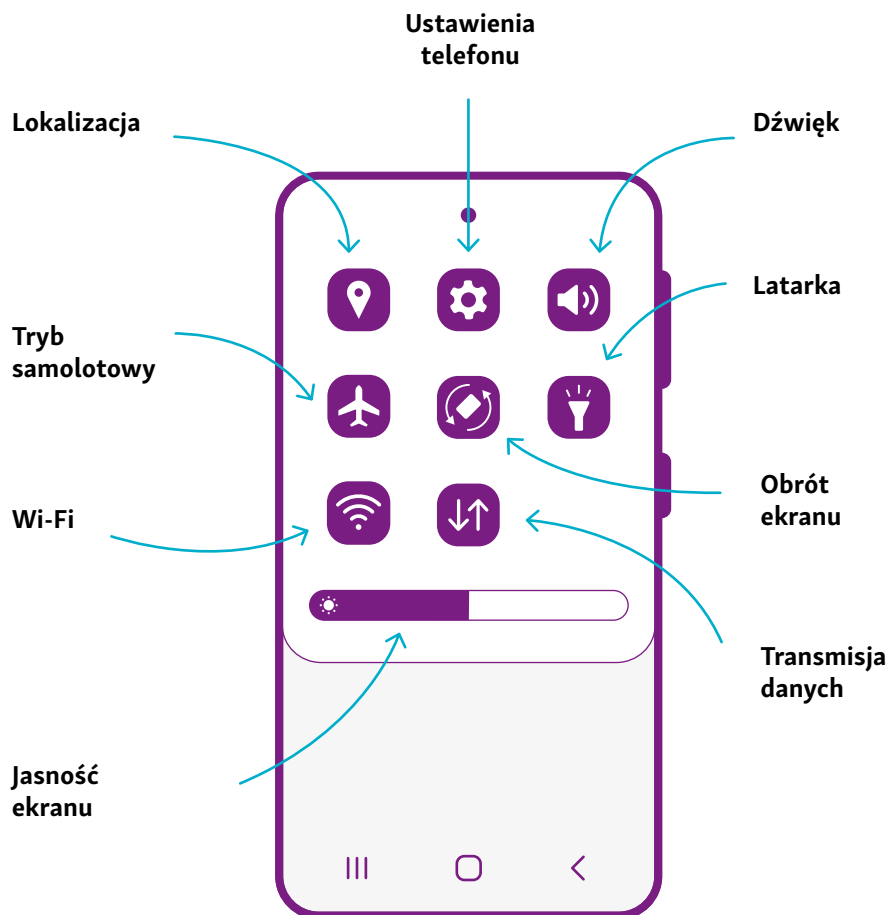 Ustawienia
telefonu
Lokalizacja
Dźwięk
Latarka
Tryb
samolotowy
Obrót
ekranu
Wi-Fi
Transmisja
danych
Jasność
ekranu